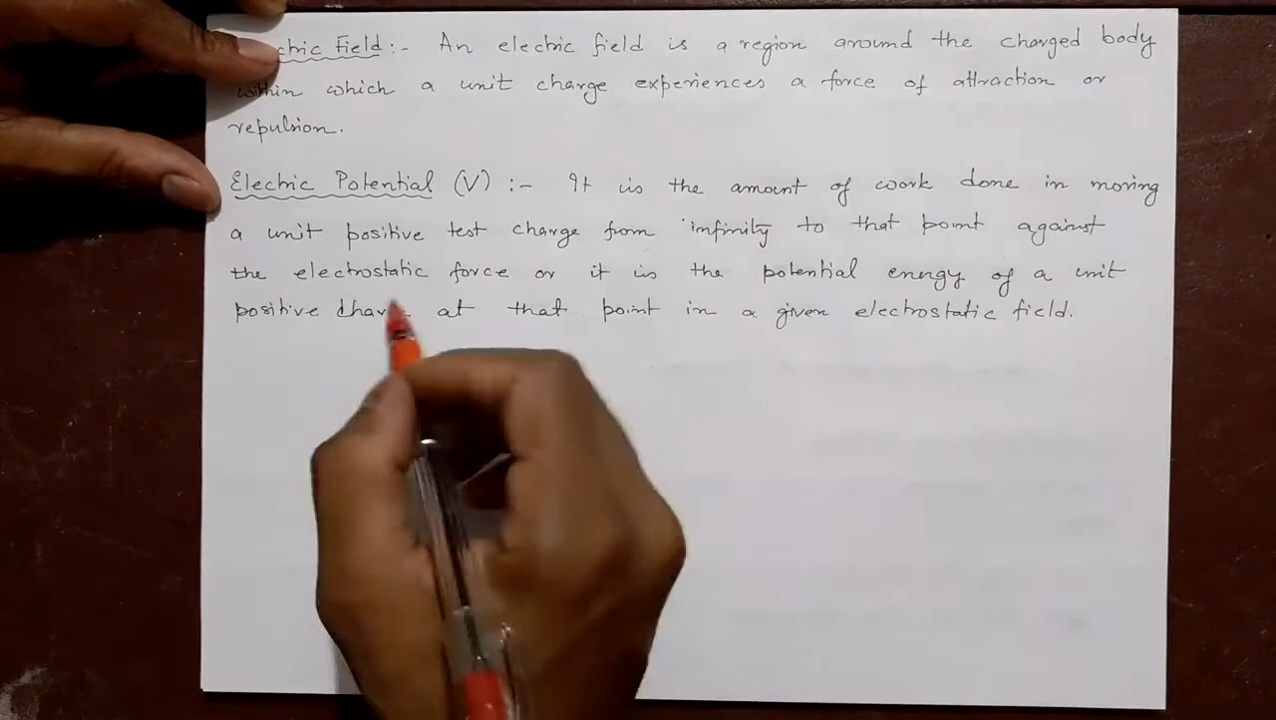 Field :- An electric field is a region around the charged body
within which a unit charge experiences a force of attraction or
repulsion.
Electric Potential (V) :- It is the amount of work done in moving
a unit positive test charge from infinity to that point against
the electrostatic force or it is the potential energy of a unit
positive at that point in a given electrostatic field.